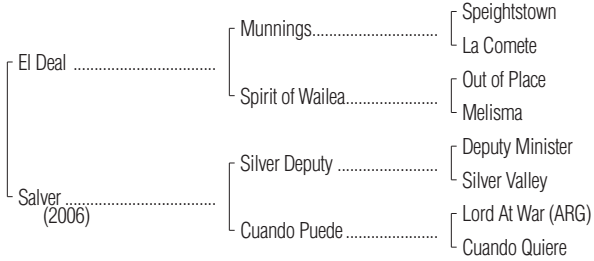 Speightstown
Munnings
La Comete
El Deal
Out of Place
Spirit of Wailea
Melisma
Deputy Minister
Silver Deputy
Silver Valley
Salver
(2006)
Lord At War (ARG)
Cuando Puede
Cuando Quiere